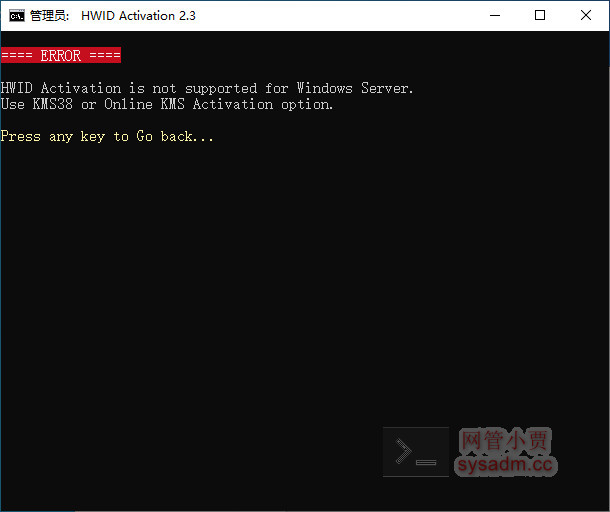 管理员: HWID Activation 2.3
==== ERROR ====
HWID Activation is not supported for Windows Server.
Use KMS38 or Online KMS Activation option.
Press any key to Go back...
网管小贾
sysadm.cc